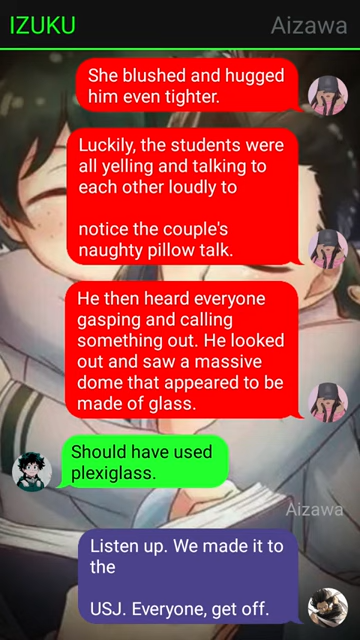 IZUKU
Aizawa
She blushed and hugged
him even tighter.
Luckily, the students were
all yelling and talking to
each other loudly to
notice the couple's
naughty pillow talk.
He then heard everyone
gasping and calling
something out. He looked
out and saw a massive
dome that appeared to be
made of glass.
Should have used
plexiglass.
Aizawa
Listen up. We made it to
the
USJ. Everyone, get off.